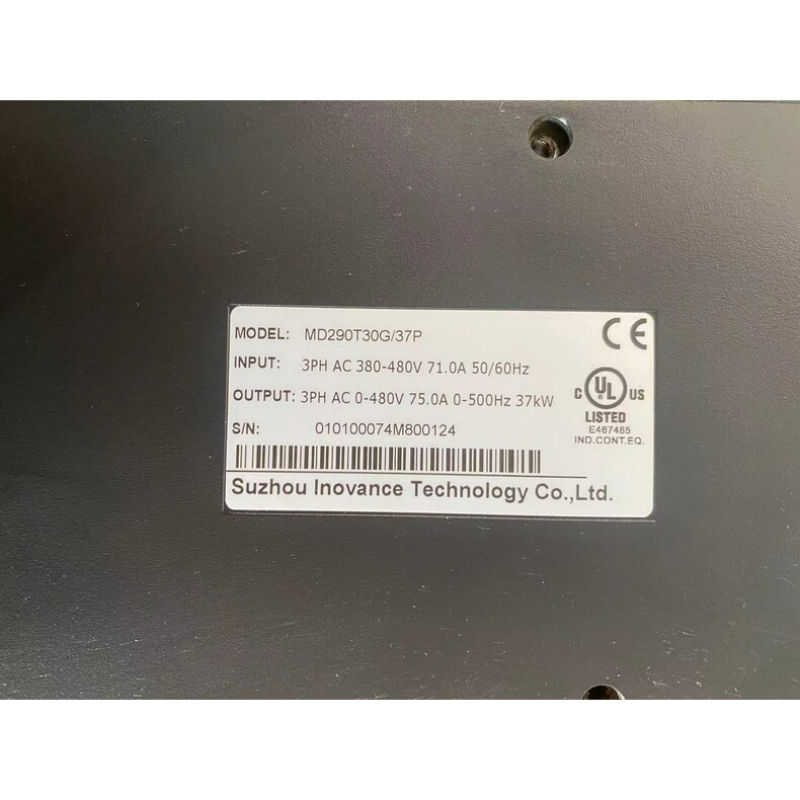 MODEL: MD290T30G/37P
INPUT: 3PH AC 380-480V 71.0A 50/60Hz
OUTPUT: 3PH AC 0-480V 75.0A 0-500Hz 37kW
S/N: 010100074M800124
Suzhou Inovance Technology Co.,Ltd.
CE
C UL US
LISTED
E467465
IND.CONT.EQ.